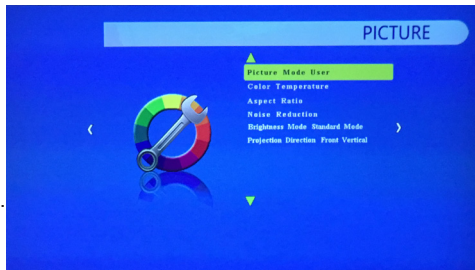 PICTURE
Picture Mode User
Color Temperature
Aspect Ratio
Noise Reduction
Brightness Mode Standard Mode
Projection Direction Front Vertical